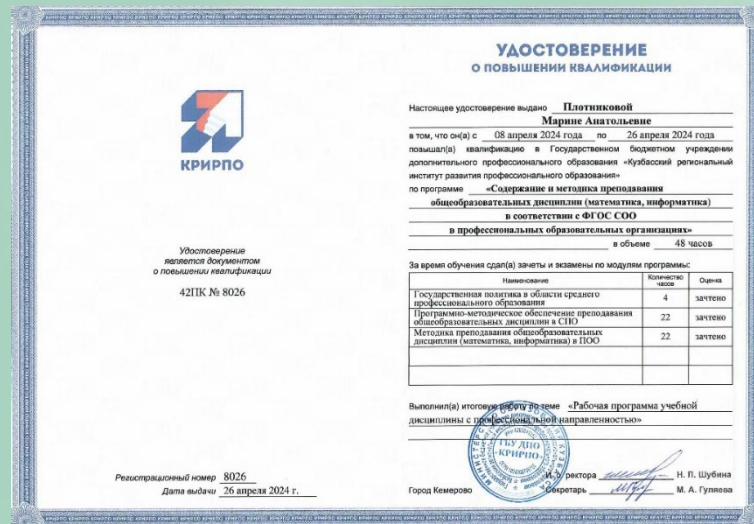 КРИРПО
Удостоверение
является документом
о повышении квалификации
42ПК № 8026
Регистрационный номер 8026
Дата выдачи 26 апреля 2024 г.
УДОСТОВЕРЕНИЕ
О ПОВЫШЕНИИ КВАЛИФИКАЦИИ
Настоящее удостоверение выдано Плотниковой
Марине Анатольевне
в том, что он(а) с 08 апреля 2024 года по 26 апреля 2024 года
повышал(а) квалификацию в Государственном бюджетном учреждении
дополнительного профессионального образования «Кузбасский региональный
институт развития профессионального образования»
по программе «Содержание и методика преподавания
общеобразовательных дисциплин (математика, информатика)
в соответствии с ФГОС СОО
в профессиональных образовательных организациях»
в объеме 48 часов
За время обучения сдал(а) зачеты и экзамены по модулям программы:
Наименование Количество часов Оценка
Государственная политика в области среднего
профессионального образования 4 зачтено
Программно-методическое обеспечение преподавания
общеобразовательных дисциплин в СПО 22 зачтено
Методика преподавания общеобразовательных
дисциплин (математика, информатика) в ПОО 22 зачтено
Выполнил(а) итоговую работу по теме «Рабочая программа учебной
дисциплины с профессиональной направленностью»
ГБУ ДПО
«КРИРПО»
И. о. ректора Н. П. Шубина
Город Кемерово Секретарь М. А. Гуляева